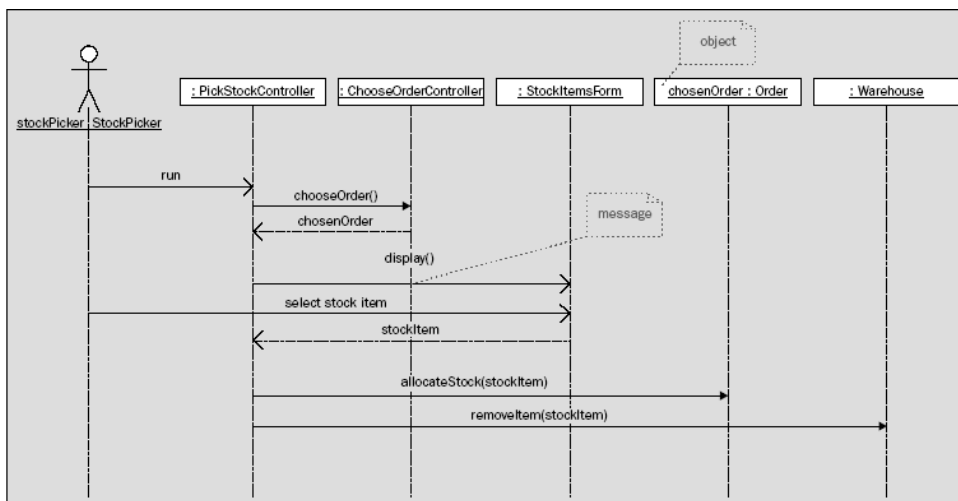 object
: PickStockController
: ChooseOrderController
: StockItemsForm
chosenOrder : Order
: Warehouse
stockPicker : StockPicker
run
chooseOrder()
chosenOrder
message
display()
select stock item
stockItem
allocateStock(stockItem)
removeItem(stockItem)